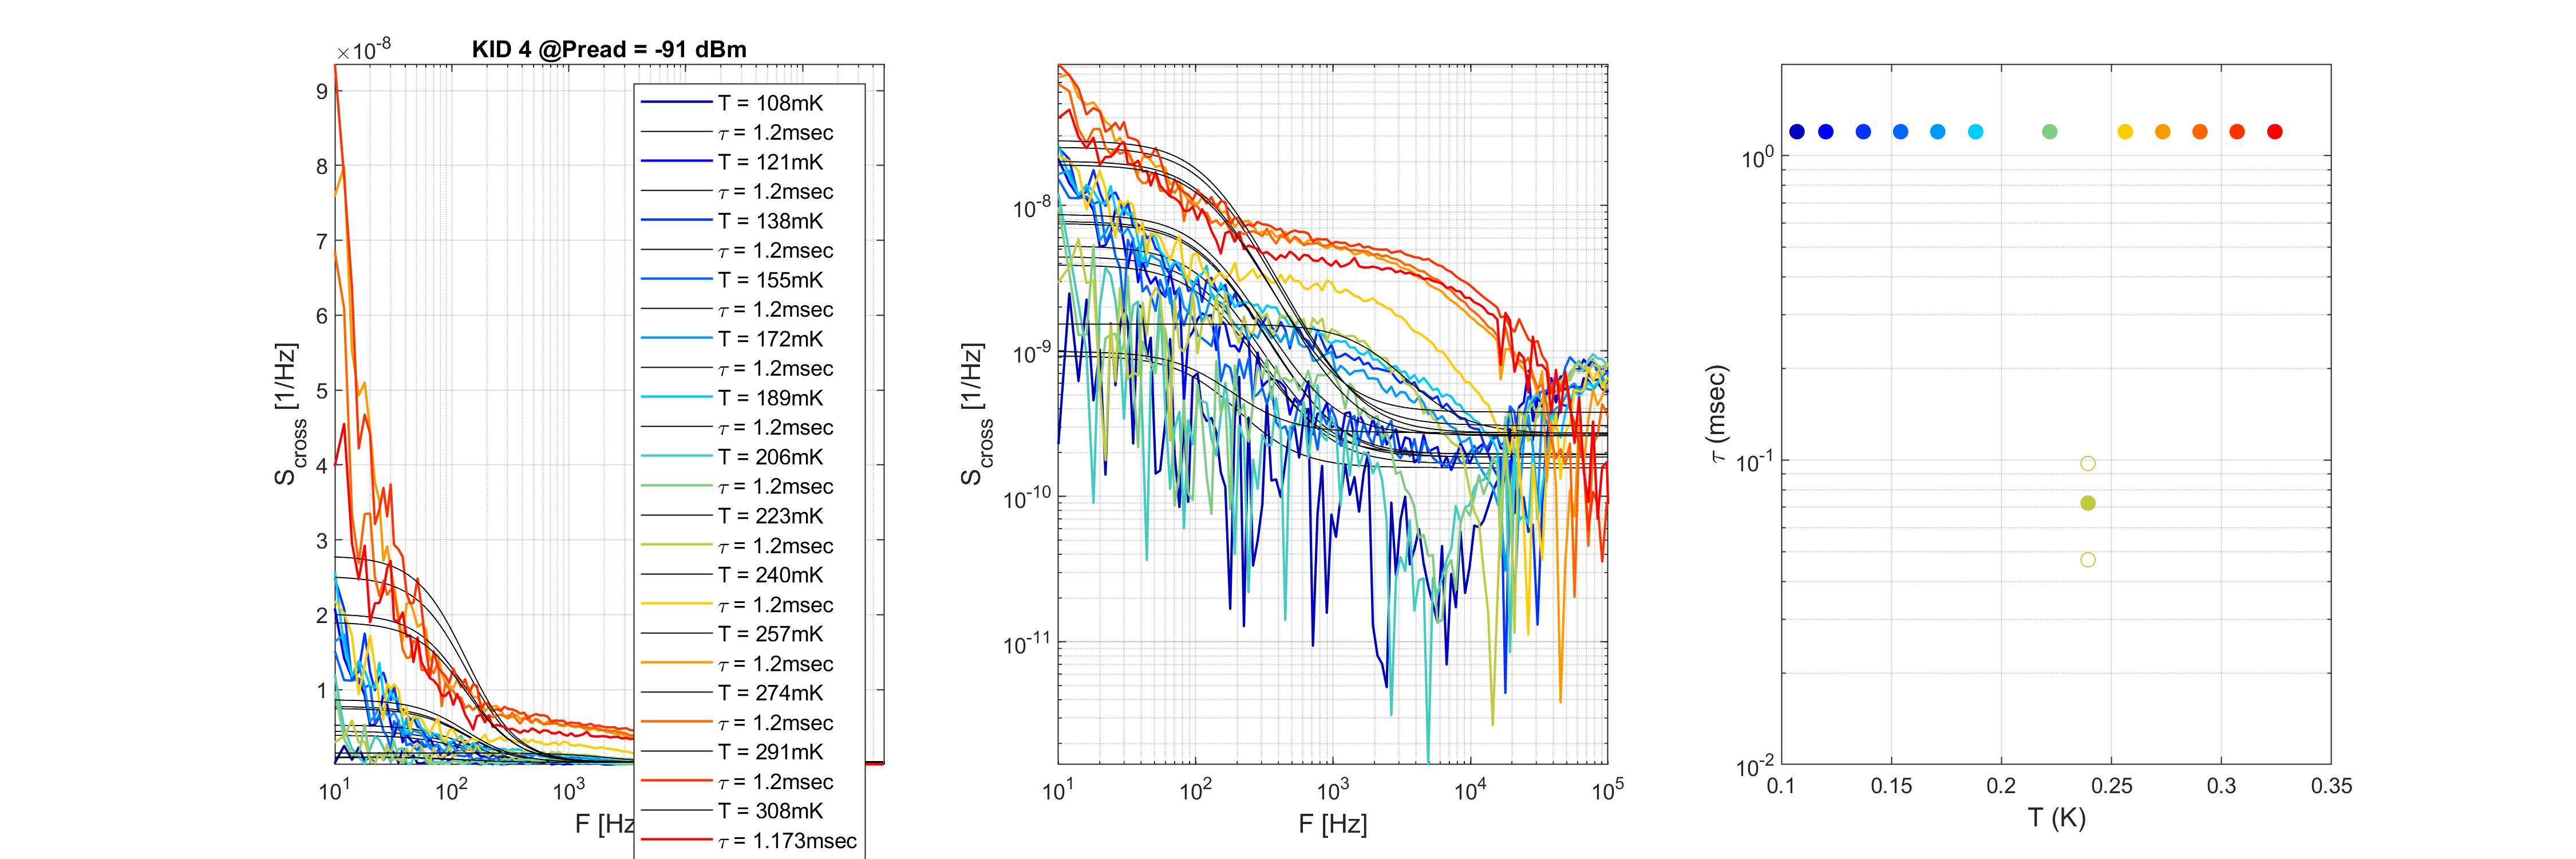 KID 4 @Pread = -91 dBm
×10⁻⁸
9
8
7
6
5
4
3
2
1
S_cross [1/Hz]
10¹ 10² 10³
F [Hz
T = 108mK
τ = 1.2msec
T = 121mK
τ = 1.2msec
T = 138mK
τ = 1.2msec
T = 155mK
τ = 1.2msec
T = 172mK
τ = 1.2msec
T = 189mK
τ = 1.2msec
T = 206mK
τ = 1.2msec
T = 223mK
τ = 1.2msec
T = 240mK
τ = 1.2msec
T = 257mK
τ = 1.2msec
T = 274mK
τ = 1.2msec
T = 291mK
τ = 1.2msec
T = 308mK
τ = 1.173msec
10⁻⁸
10⁻⁹
10⁻¹⁰
10⁻¹¹
S_cross [1/Hz]
10¹ 10² 10³ 10⁴ 10⁵
F [Hz]
10⁰
10⁻¹
10⁻²
τ (msec)
0.1 0.15 0.2 0.25 0.3 0.35
T (K)